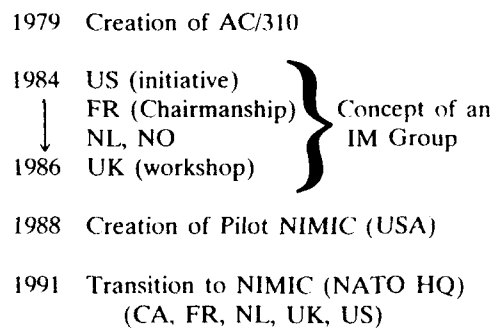 1979 Creation of AC/310
1984 US (initiative)
FR (Chairmanship)
NL, NO
1986 UK (workshop)
Concept of an
IM Group
1988 Creation of Pilot NIMIC (USA)
1991 Transition to NIMIC (NATO HQ)
(CA, FR, NL, UK, US)